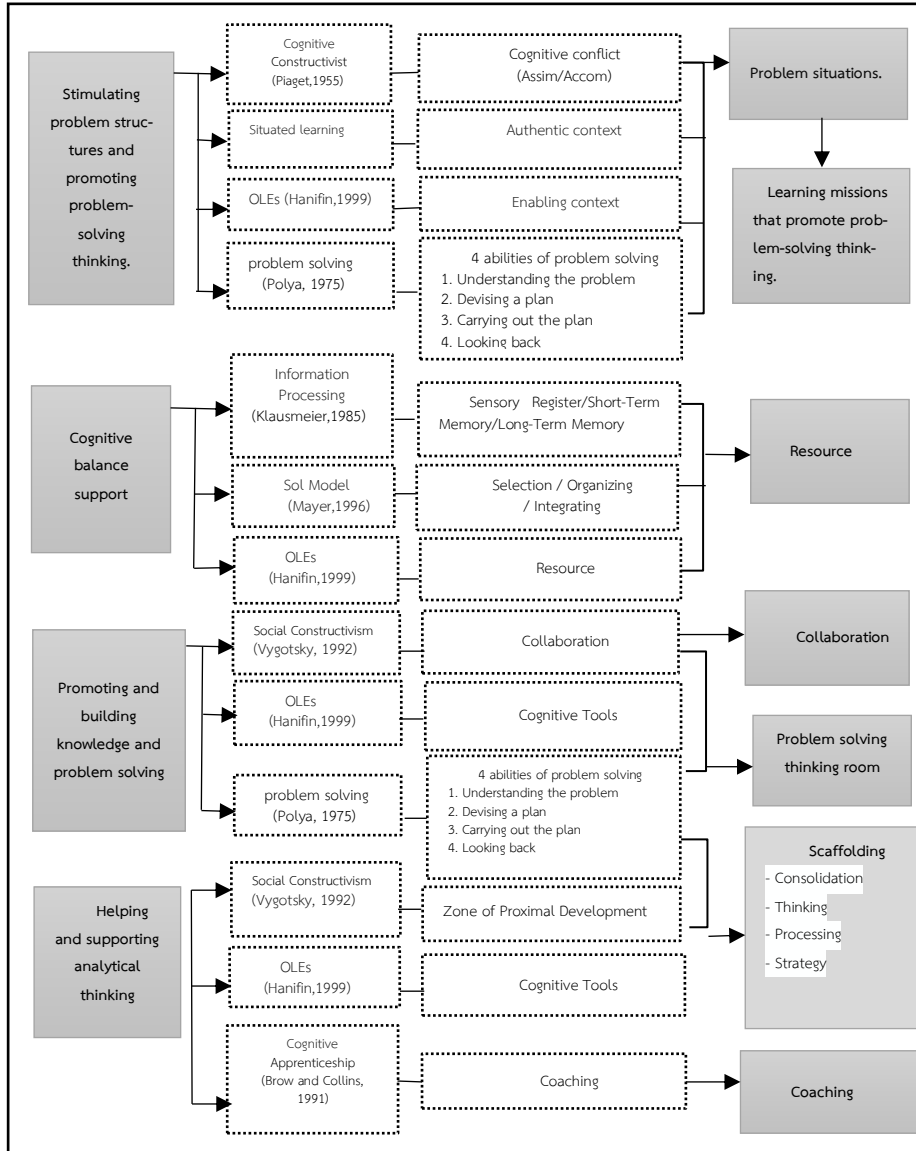 Stimulating
problem struc-
tures and
promoting
problem-
solving
thinking.
Cognitive
Constructivist
(Piaget,1955)
Cognitive conflict
(Assim/Accom)
Problem situations.
Situated learning
Authentic context
OLEs (Hanifin,1999)
Enabling context
Learning missions
that promote prob-
lem-solving think-
ing.
problem solving
(Polya, 1975)
4 abilities of problem solving
1. Understanding the problem
2. Devising a plan
3. Carrying out the plan
4. Looking back
Cognitive
balance
support
Information
Processing
(Klausmeier,1985)
Sensory Register/Short-Term
Memory/Long-Term Memory
Resource
Sol Model
(Mayer,1996)
Selection / Organizing
/ Integrating
OLEs
(Hanifin,1999)
Resource
Promoting and
building
knowledge and
problem solving
Social Constructivism
(Vygotsky, 1992)
Collaboration
Collaboration
OLEs
(Hanifin,1999)
Cognitive Tools
Problem solving
thinking room
problem solving
(Polya, 1975)
4 abilities of problem solving
1. Understanding the problem
2. Devising a plan
3. Carrying out the plan
4. Looking back
Helping
and supporting
analytical
thinking
Social Constructivism
(Vygotsky, 1992)
Zone of Proximal Development
Scaffolding
- Consolidation
- Thinking
- Processing
- Strategy
OLEs
(Hanifin,1999)
Cognitive Tools
Cognitive
Apprenticeship
(Brow and Collins,
1991)
Coaching
Coaching